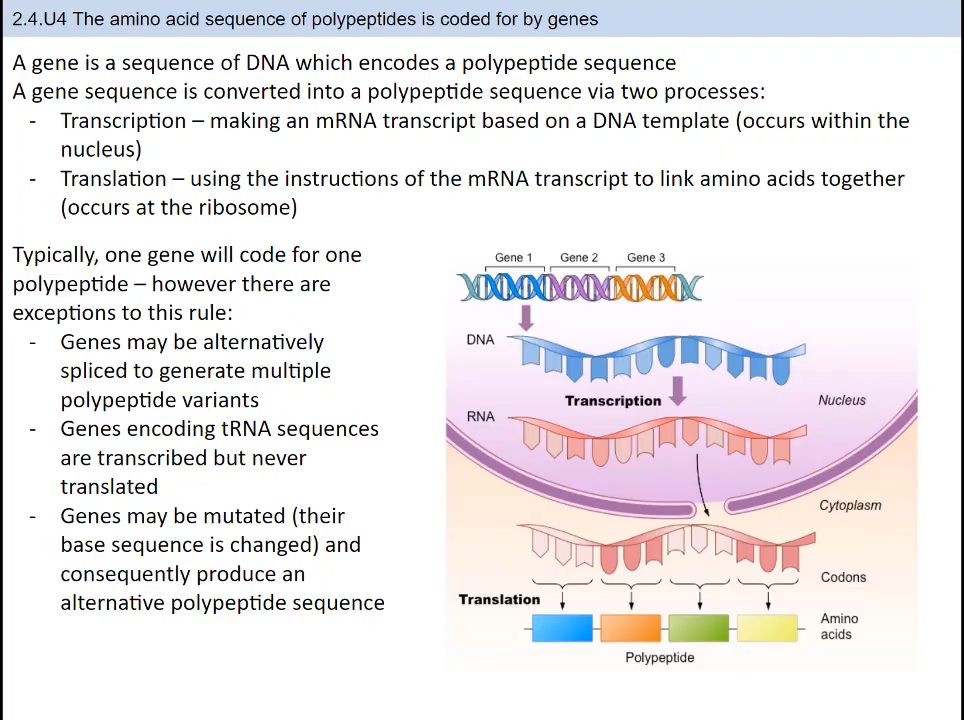 2.4.U4 The amino acid sequence of polypeptides is coded for by genes
A gene is a sequence of DNA which encodes a polypeptide sequence
A gene sequence is converted into a polypeptide sequence via two processes:
- Transcription – making an mRNA transcript based on a DNA template (occurs within the
nucleus)
- Translation – using the instructions of the mRNA transcript to link amino acids together
(occurs at the ribosome)
Typically, one gene will code for one
polypeptide – however there are
exceptions to this rule:
- Genes may be alternatively
spliced to generate multiple
polypeptide variants
- Genes encoding tRNA sequences
are transcribed but never
translated
- Genes may be mutated (their
base sequence is changed) and
consequently produce an
alternative polypeptide sequence
Gene 1 Gene 2 Gene 3
DNA
Transcription
Nucleus
RNA
Cytoplasm
Codons
Translation
Amino
acids
Polypeptide